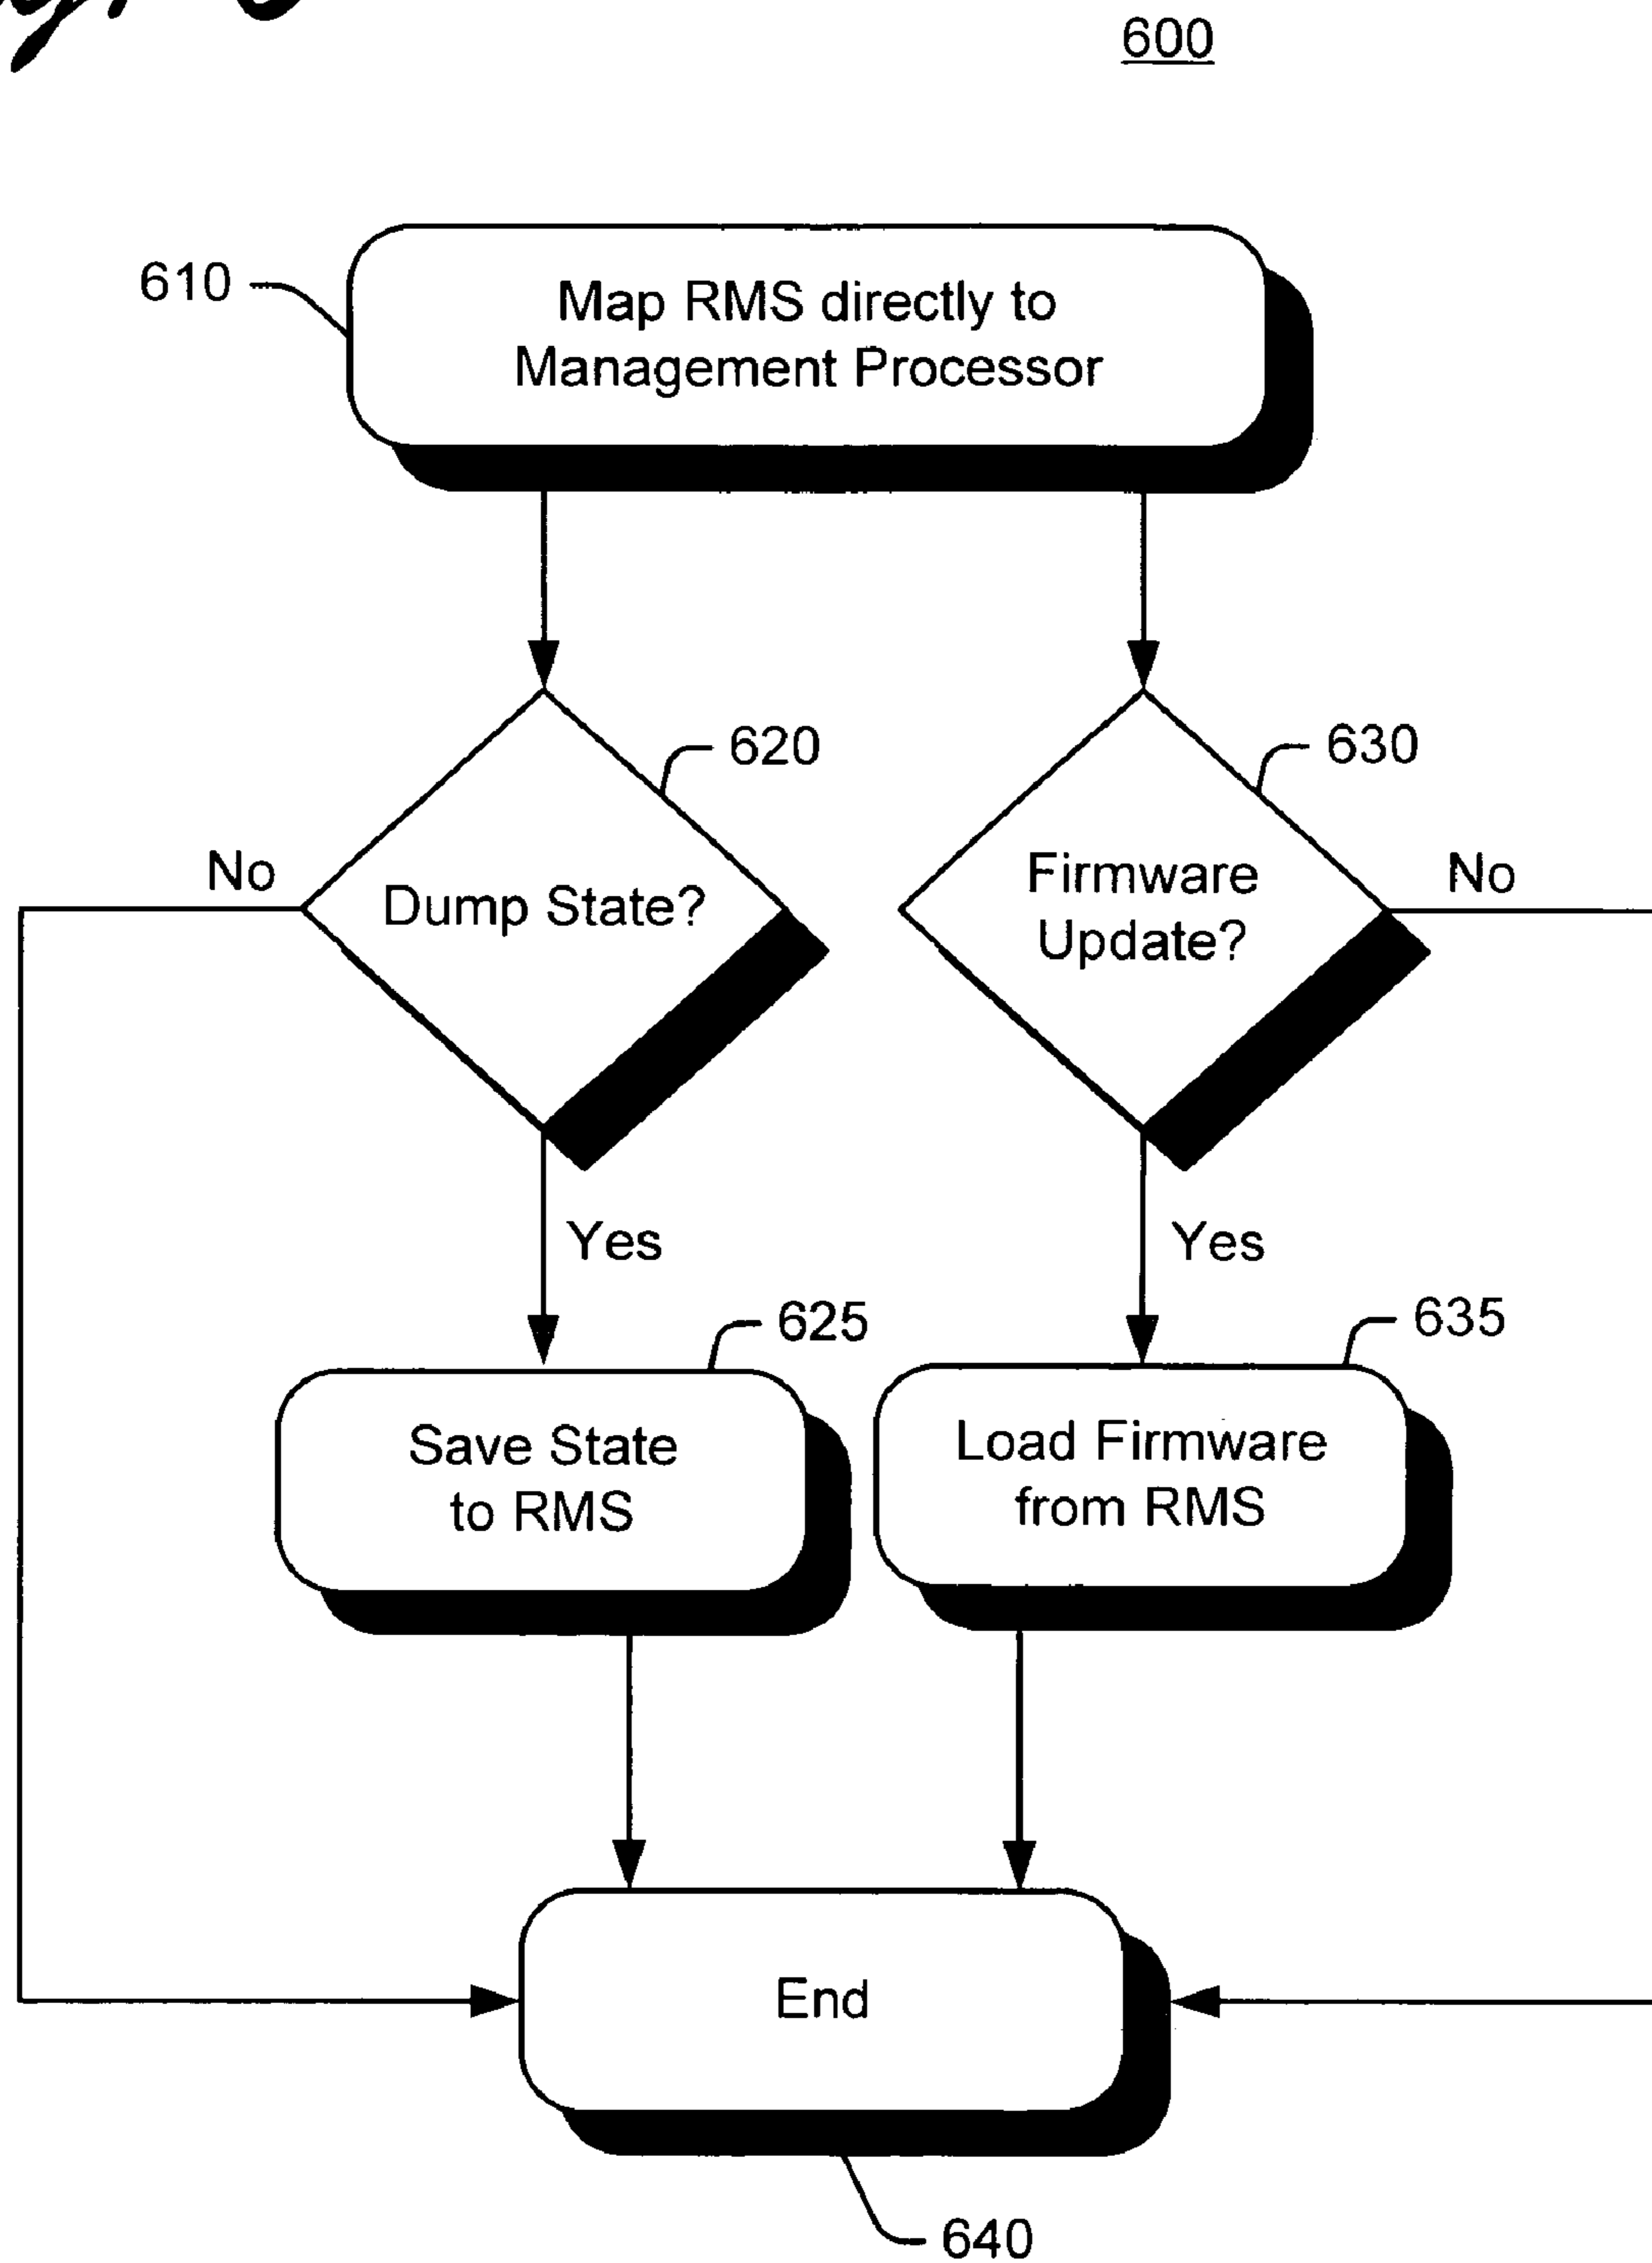 600
610
Map RMS directly to
Management Processor
620
630
No
Dump State?
Firmware
Update?
No
Yes
Yes
625
635
Save State
to RMS
Load Firmware
from RMS
End
640